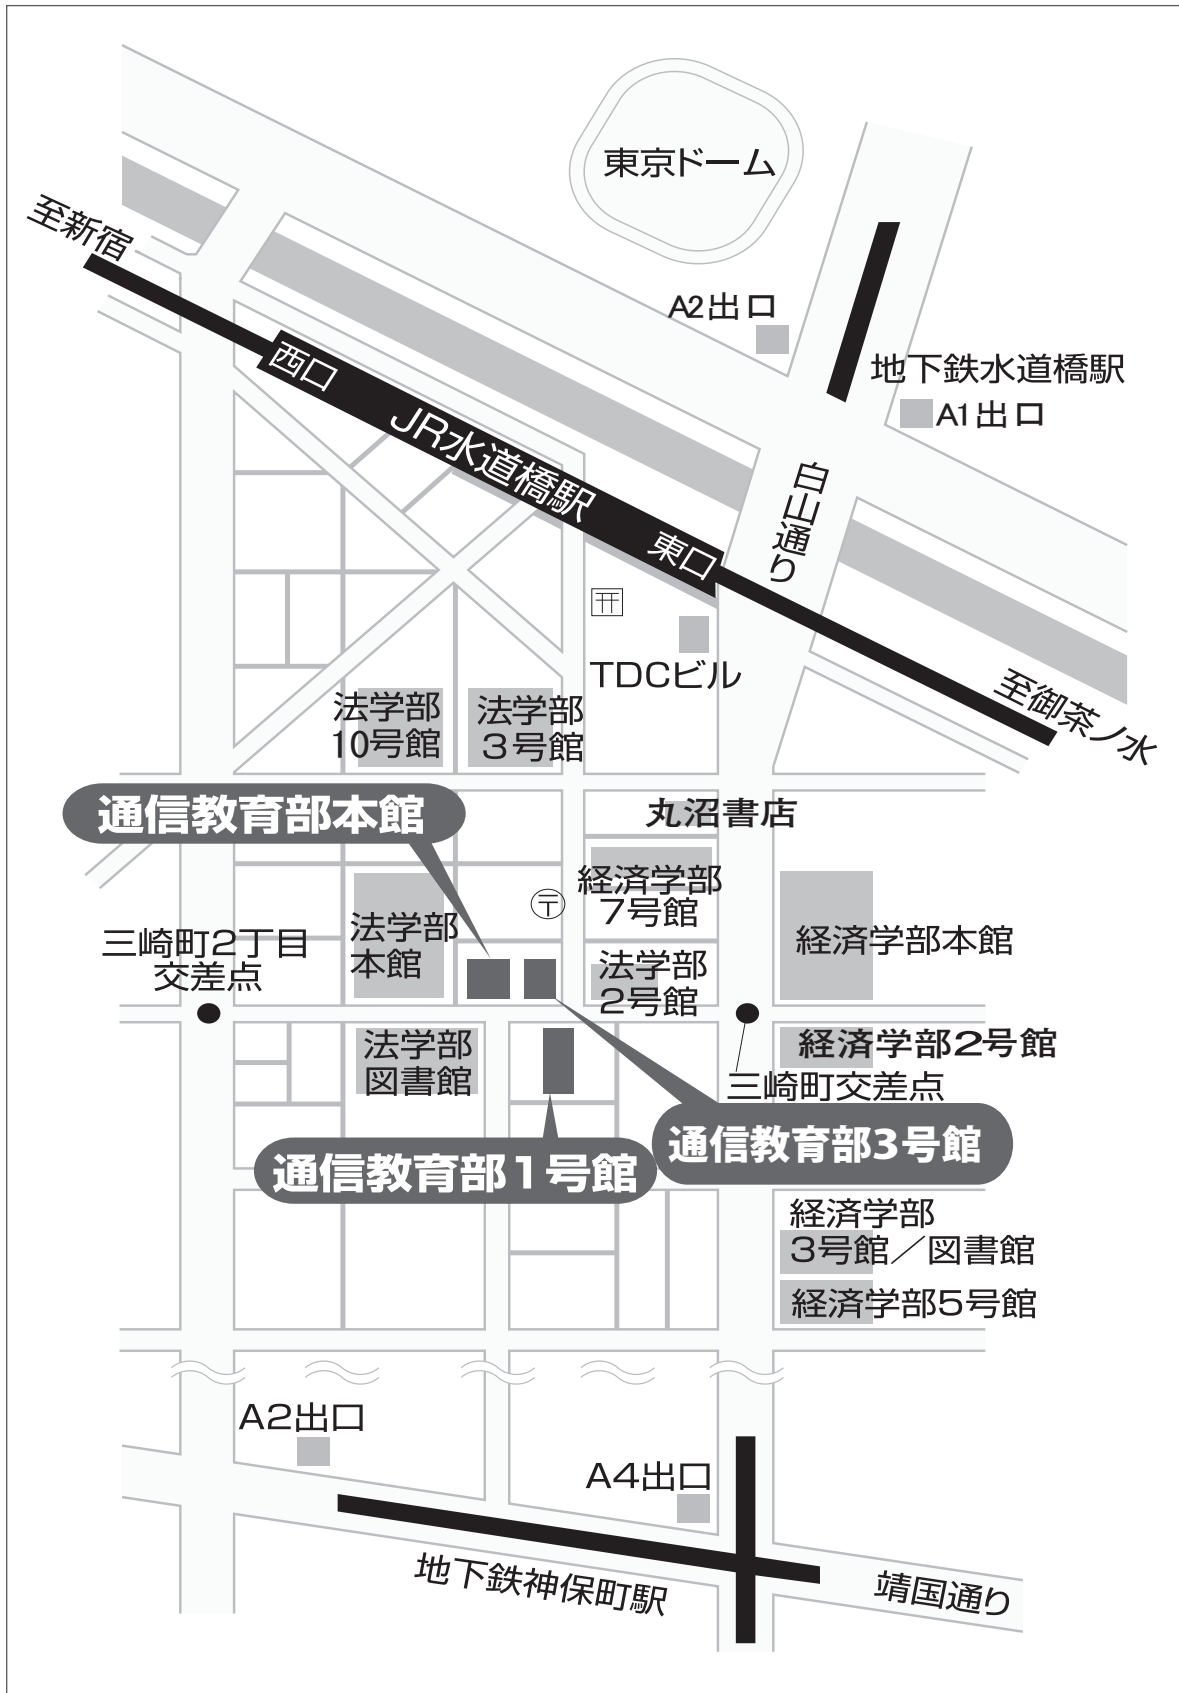 東京ドーム
至新宿
A2出口
地下鉄水道橋駅
A1出口
西口
JR水道橋駅
東口
白山通り
TDCビル
至御茶ノ水
法学部
10号館
法学部
3号館
通信教育部本館
丸沼書店
経済学部
7号館
〒
法学部
本館
三崎町2丁目
交差点
法学部
2号館
経済学部本館
法学部
図書館
経済学部2号館
三崎町交差点
通信教育部1号館
通信教育部3号館
経済学部
3号館/図書館
経済学部5号館
A2出口
A4出口
地下鉄神保町駅
靖国通り